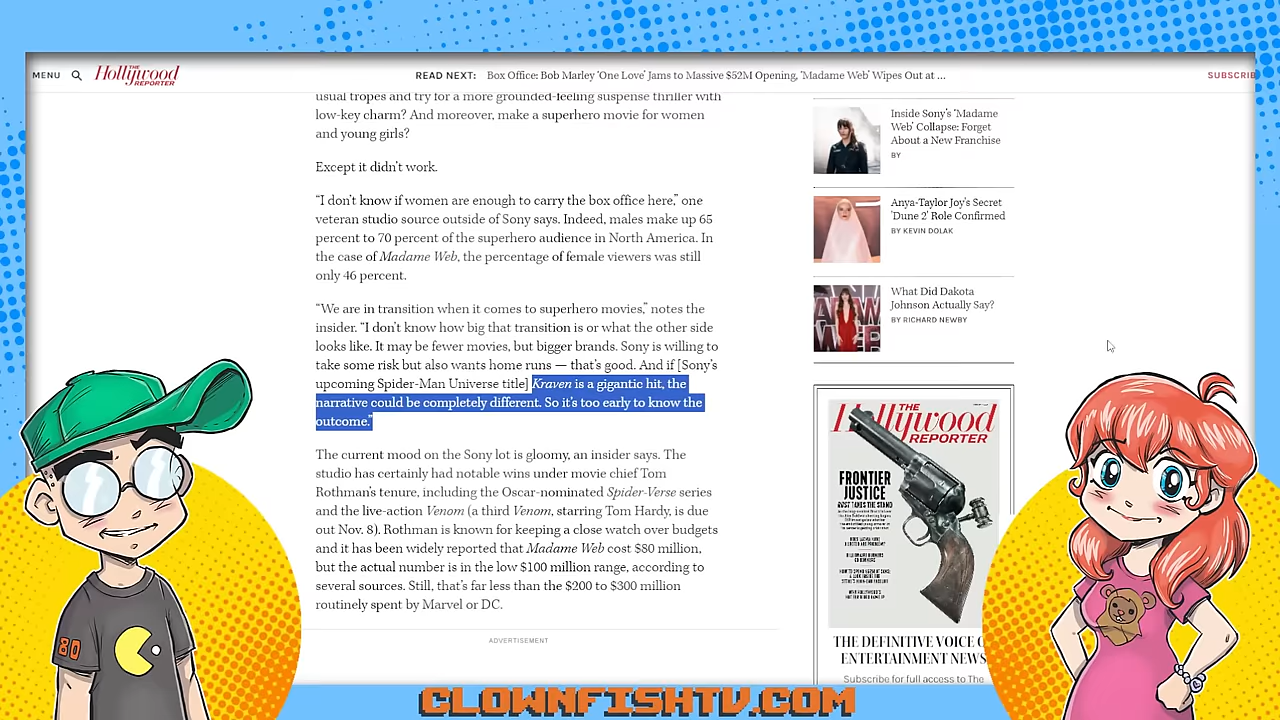 MENU
THE Hollywood REPORTER
READ NEXT: Box Office: Bob Marley 'One Love' Jams to Massive $52M Opening, 'Madame Web' Wipes Out at ...
SUBSCRIB
usual tropes and try for a more grounded-feeling suspense thriller with
low-key charm? And moreover, make a superhero movie for women
and young girls?
Except it didn't work.
“I don't know if women are enough to carry the box office here,” one
veteran studio source outside of Sony says. Indeed, males make up 65
percent to 70 percent of the superhero audience in North America. In
the case of Madame Web, the percentage of female viewers was still
only 46 percent.
“We are in transition when it comes to superhero movies,” notes the
insider. “I don't know how big that transition is or what the other side
looks like. It may be fewer movies, but bigger brands. Sony is willing to
take some risk but also wants home runs — that's good. And if [Sony's
upcoming Spider-Man Universe title] Kraven is a gigantic hit, the
narrative could be completely different. So it's too early to know the
outcome.”
The current mood on the Sony lot is gloomy, an insider says. The
studio has certainly had notable wins under movie chief Tom
Rothman's tenure, including the Oscar-nominated Spider-Verse series
and the live-action Venom (a third Venom, starring Tom Hardy, is due
out Nov. 8). Rothman is known for keeping a close watch over budgets
and it has been widely reported that Madame Web cost $80 million,
but the actual number is in the low $100 million range, according to
several sources. Still, that's far less than the $200 to $300 million
routinely spent by Marvel or DC.
ADVERTISEMENT
Inside Sony's 'Madame
Web' Collapse: Forget
About a New Franchise
BY
Anya-Taylor Joy's Secret
'Dune 2' Role Confirmed
BY KEVIN DOLAK
What Did Dakota
Johnson Actually Say?
BY RICHARD NEWBY
THE
Hollywood
REPORTER
FRONTIER
JUSTICE
THE DEFINITIVE VOICE O
ENTERTAINMENT NEWS
Subscribe for full access to The
80
CLOWNFISHTV.COM